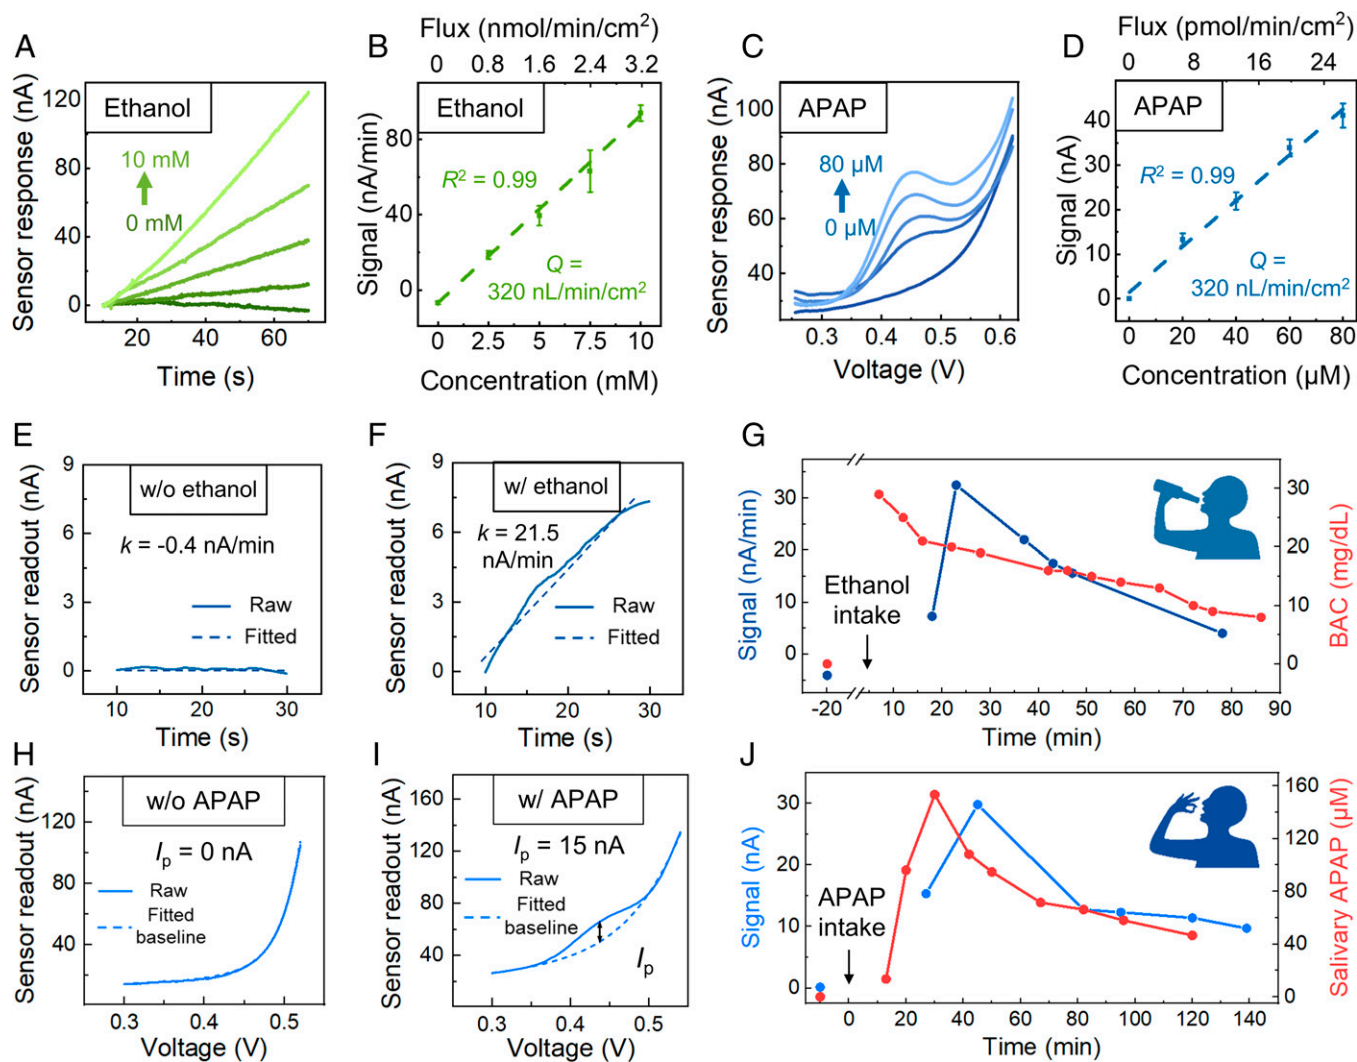 A
Sensor response (nA)
120
80
40
0
Ethanol
10 mM
0 mM
20
40
60
Time (s)
B
Flux (nmol/min/cm²)
0
0.8
1.6
2.4
3.2
Signal (nA/min)
80
40
0
Ethanol
R² = 0.99
Q =
320 nL/min/cm²
0
2.5
5
7.5
10
Concentration (mM)
C
Sensor response (nA)
100
80
60
40
APAP
80 µM
0 µM
0.3
0.4
0.5
0.6
Voltage (V)
D
Flux (pmol/min/cm²)
0
10
20
Signal (nA)
40
30
20
10
0
APAP
R² = 0.99
Q =
320 nL/min/cm²
0
20
40
60
80
Concentration (µM)
E
Sensor readout (nA)
9
6
3
0
w/o ethanol
k = -0.4 nA/min
Raw
Fitted
10
20
30
Time (s)
F
Sensor readout (nA)
9
6
3
0
w/ ethanol
k = 21.5
nA/min
Raw
Fitted
10
20
30
Time (s)
G
Signal (nA/min)
30
20
10
0
Ethanol
intake
BAC (mg/dL)
30
20
10
0
-20
10
20
30
40
50
60
70
80
90
Time (min)
H
Sensor readout (nA)
120
80
40
w/o APAP
Ip = 0 nA
Raw
Fitted
baseline
0.3
0.4
0.5
Voltage (V)
I
Sensor readout (nA)
160
120
80
40
w/ APAP
Ip = 15 nA
Raw
Fitted
baseline
Ip
0.3
0.4
0.5
Voltage (V)
J
Signal (nA)
30
20
10
0
APAP
intake
Salivary APAP (µM)
160
120
80
40
0
0
20
40
60
80
100
120
140
Time (min)